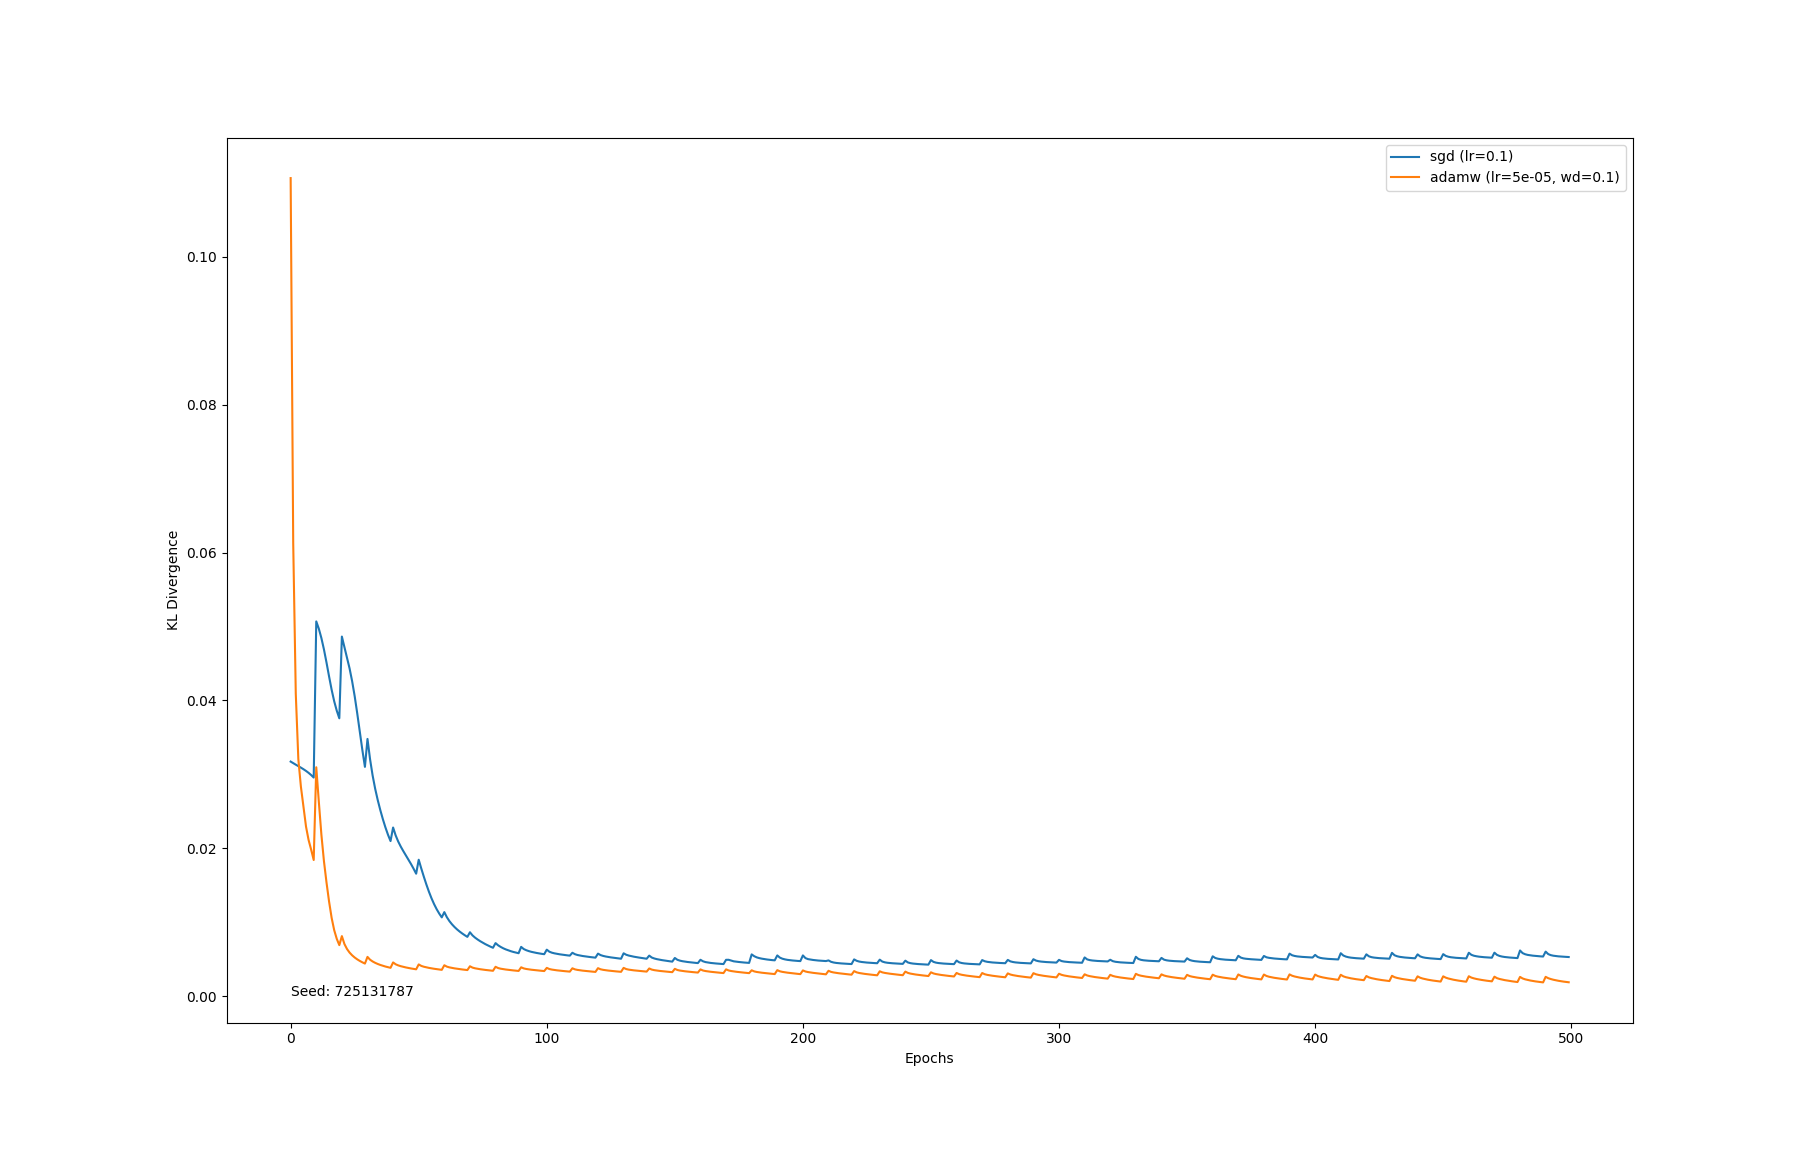 sgd (lr=0.1)
adamw (lr=5e-05, wd=0.1)
0.10
0.08
0.06
0.04
0.02
0.00
KL Divergence
Seed: 725131787
0 100 200 300 400 500
Epochs